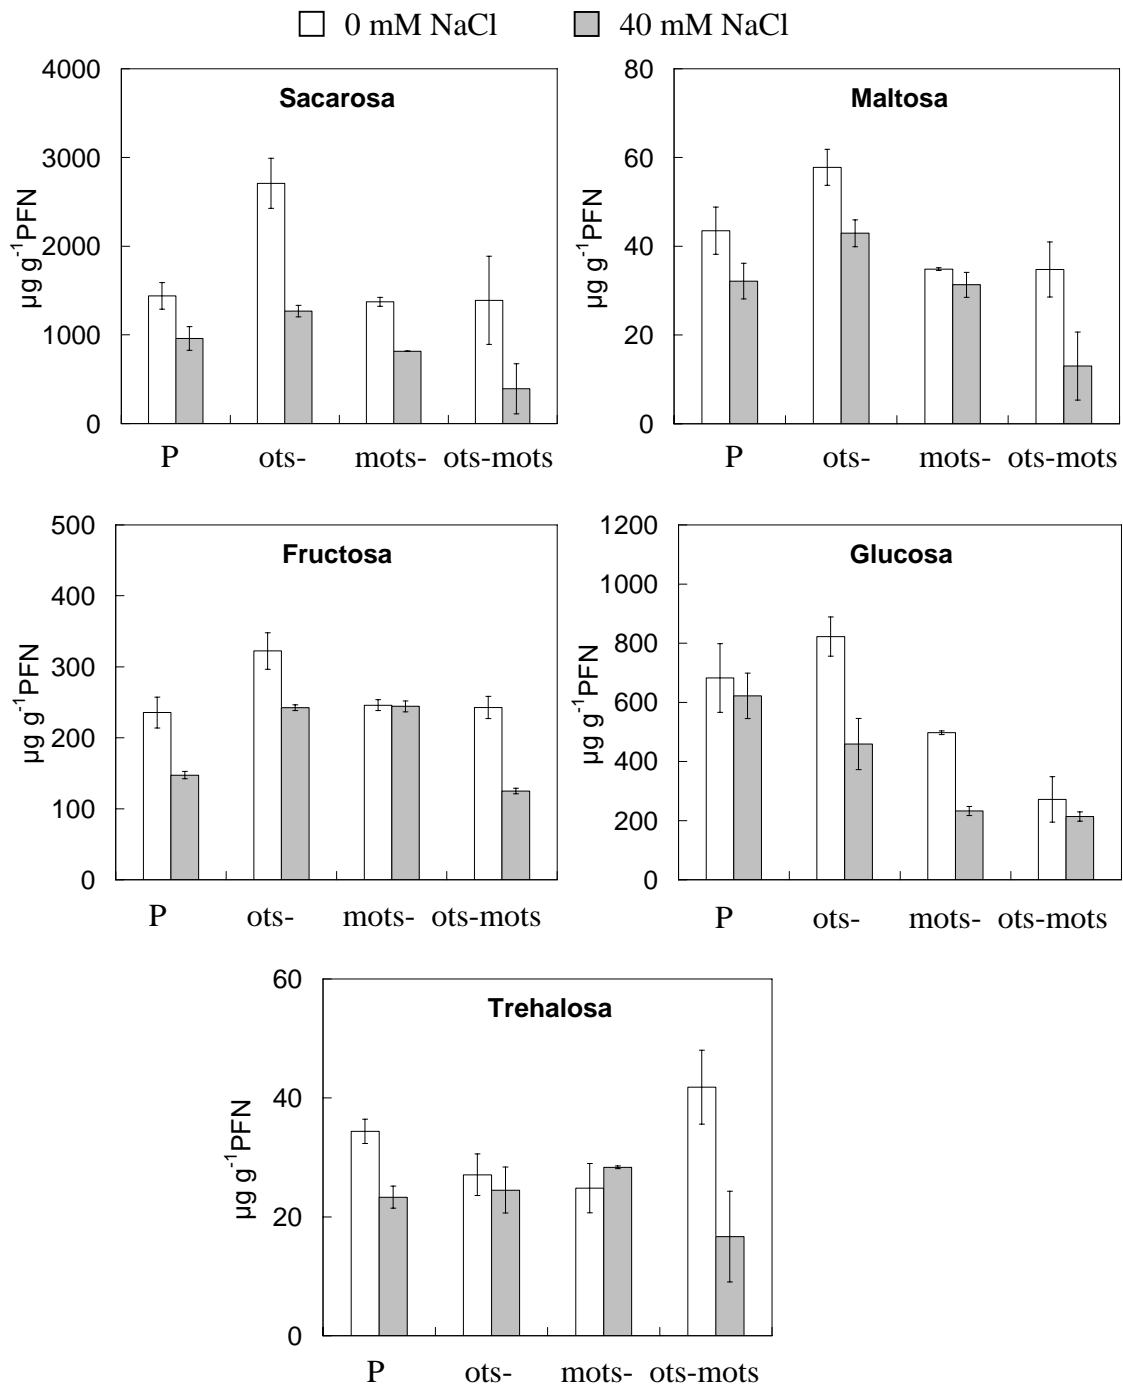 0 mM NaCl 40 mM NaCl
Sacarosa
4000
3000
2000
1000
0
µg g-1PFN
P ots- mots- ots-mots
Maltosa
80
60
40
20
0
µg g-1PFN
P ots- mots- ots-mots
Fructosa
500
400
300
200
100
0
µg g-1PFN
P ots- mots- ots-mots
Glucosa
1200
1000
800
600
400
200
0
µg g-1PFN
P ots- mots- ots-mots
Trehalosa
60
40
20
0
µg g-1PFN
P ots- mots- ots-mots